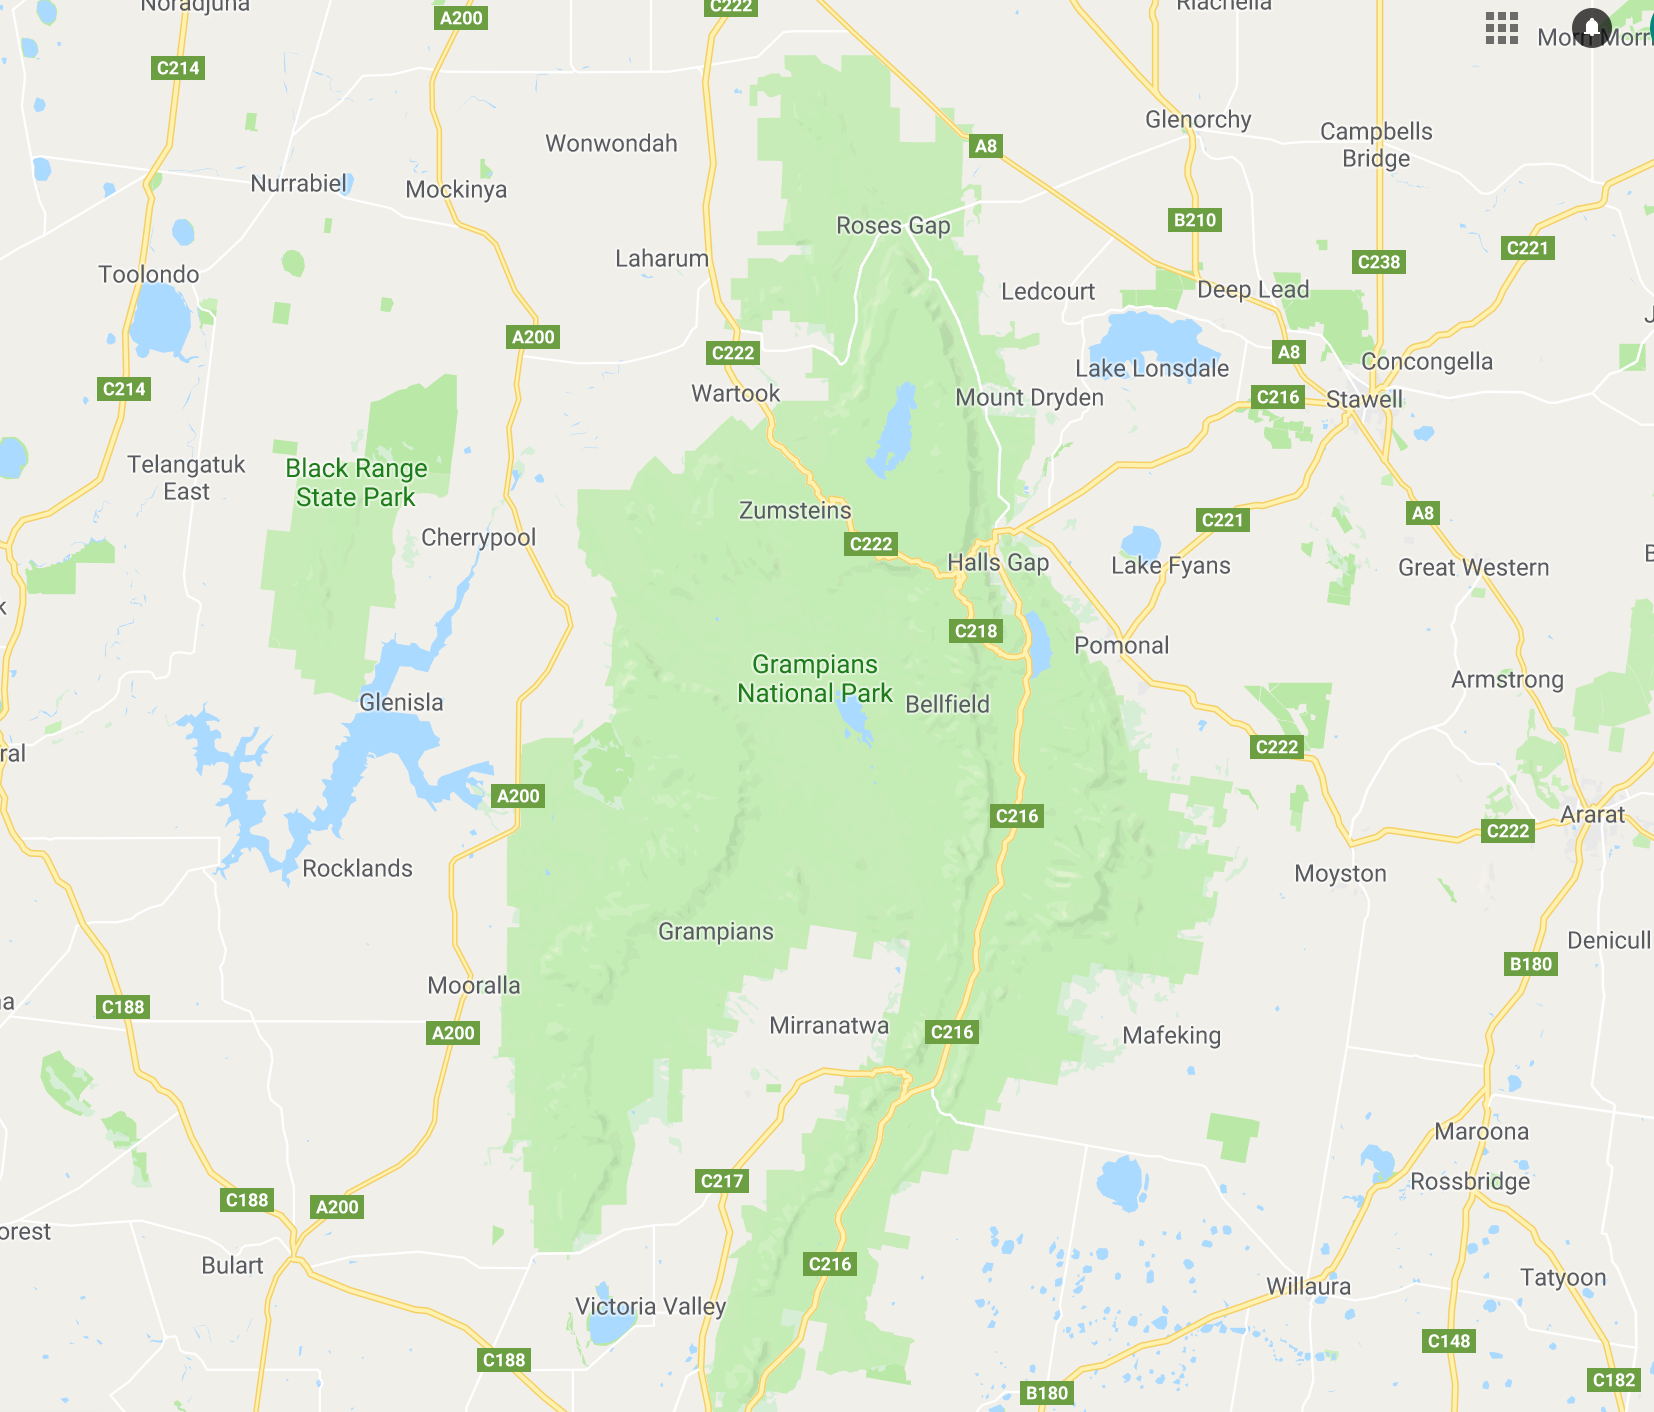 Noradjuha
A200
C222
Riachella
Morn Morn
C214
Glenorchy
Campbells
Bridge
Wonwondah
A8
Nurrabiel
Mockinya
Roses Gap
B210
C221
C238
Laharum
Toolondo
Ledcourt
Deep Lead
A200
C222
A8
Concongella
Lake Lonsdale
C214
Wartook
Mount Dryden
C216
Stawell
Telangatuk
East
Black Range
State Park
Zumsteins
C221
A8
Cherrypool
C222
Halls Gap
Lake Fyans
Great Western
C218
Pomonal
Grampians
National Park
Bellfield
Armstrong
Glenisla
ral
C222
A200
C216
C222
Ararat
Rocklands
Moyston
Grampians
Denicull
B180
Mooralla
C188
A200
Mirranatwa
C216
Mafeking
Maroona
C217
Rossbridge
C188
A200
orest
Bulart
C216
Willaura
Tatyoon
Victoria Valley
C148
C188
B180
C182